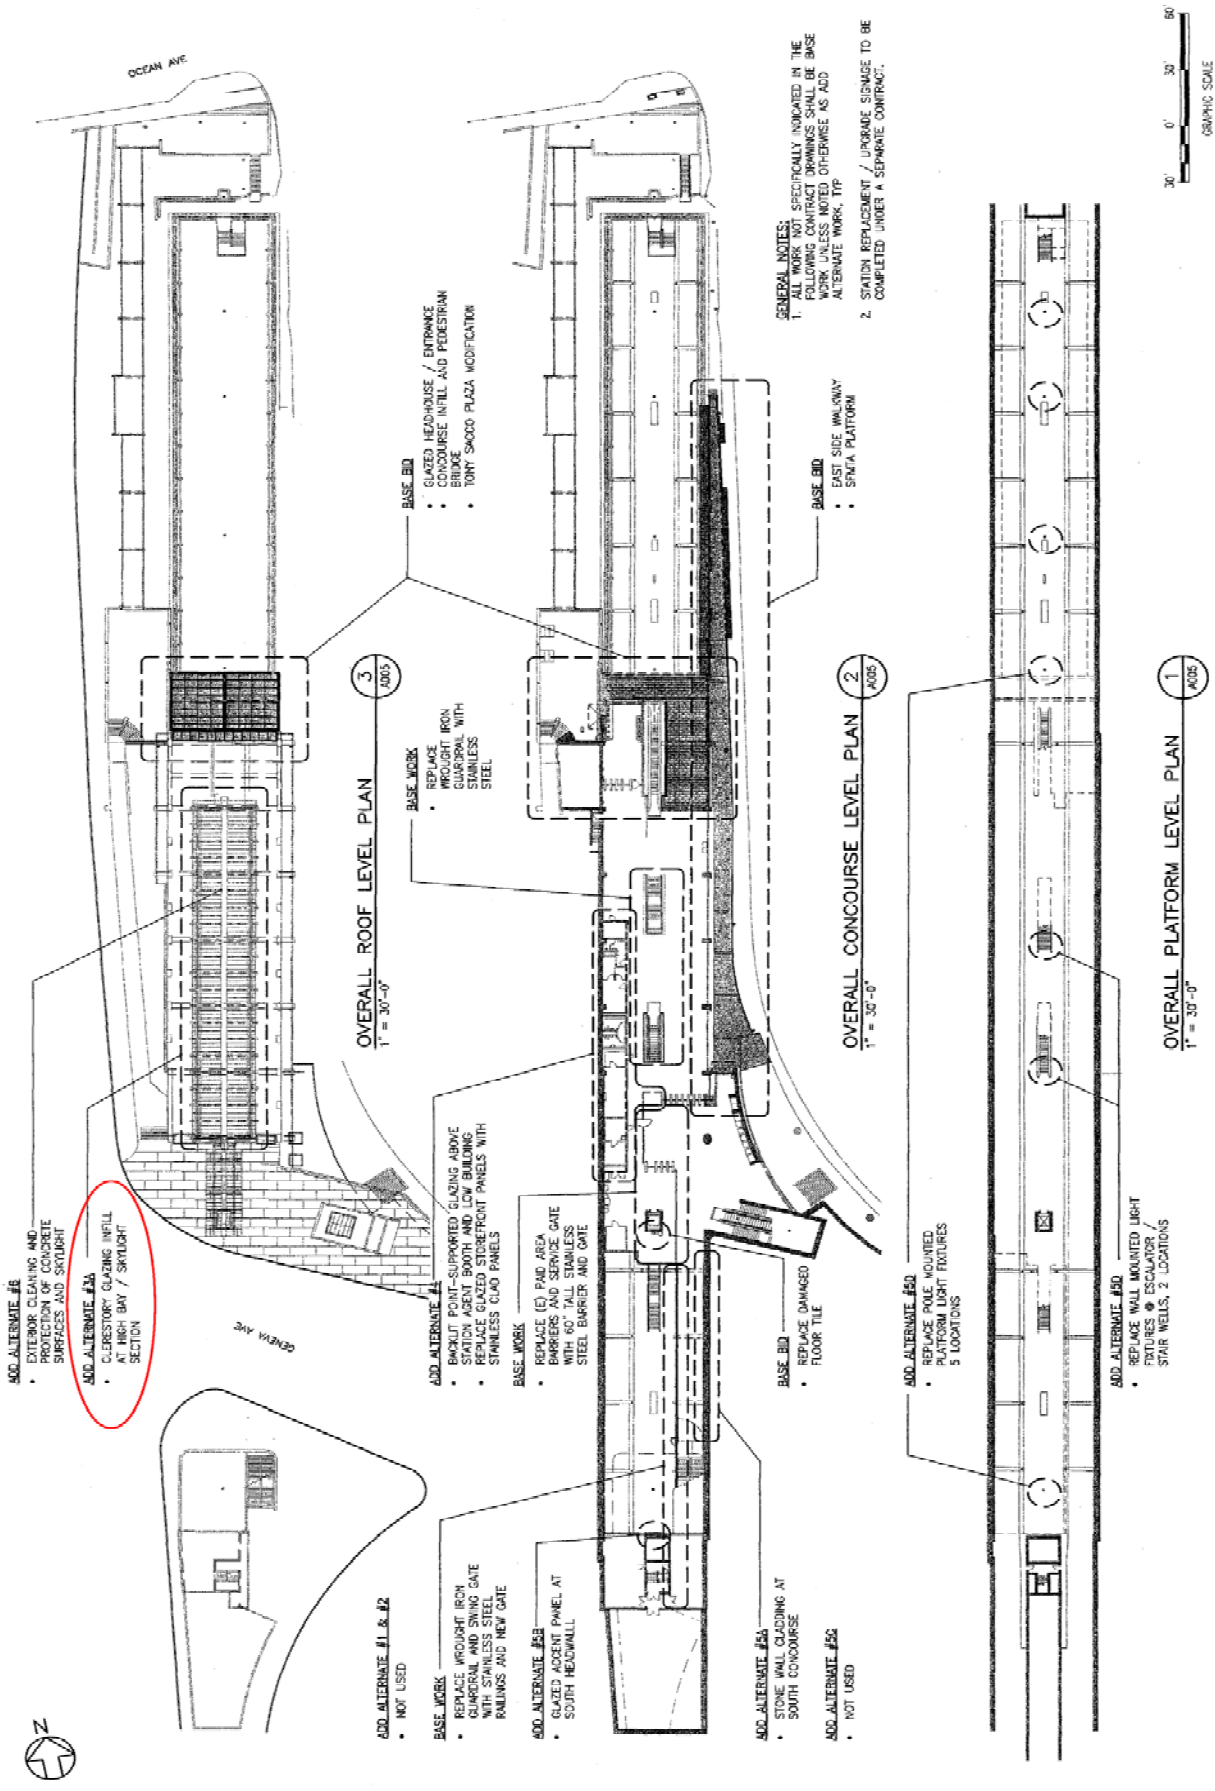 OCEAN AVE
GENEVA AVE
N
ADD ALTERNATE #6
• EXTERIOR CLEANING AND
PROTECTION OF CONCRETE
SURFACES AND SKYLIGHT
ADD ALTERNATE #3A
• CLERESTORY GLAZING INFILL
AT HIGH BAY / SKYLIGHT
SECTION
BASE BID
• GLAZED HEADHOUSE / ENTRANCE
• CONCOURSE INFILL AND PEDESTRIAN
BRIDGE
• TONY SACCO PLAZA MODIFICATION
OVERALL ROOF LEVEL PLAN
1" = 30'-0"
3
A005
ADD ALTERNATE #1 & #2
• NOT USED
BASE WORK
• REPLACE WROUGHT IRON
GUARDRAIL AND SWING GATE
WITH STAINLESS STEEL
RAILINGS AND NEW GATE
ADD ALTERNATE #5B
• GLAZED ACCENT PANEL AT
SOUTH HEADWALLL
ADD ALTERNATE #4
• BACKLIT POINT-SUPPORTED GLAZING ABOVE
STATION AGENT BOOTH AND LOW BUILDING
• REPLACE GLAZED STOREFRONT PANELS WITH
STAINLESS CLAD PANELS
BASE WORK
• REPLACE (E) PAID AREA
BARRIERS AND SERVICE GATE
WITH 60" TALL STAINLESS
STEEL BARRIER AND GATE
BASE WORK
• REPLACE
WROUGHT IRON
GUARDRAIL WITH
STAINLESS
STEEL
ADD ALTERNATE #5A
• STONE WALL CLADDING AT
SOUTH CONCOURSE
ADD ALTERNATE #5C
• NOT USED
BASE BID
• REPLACE DAMAGED
FLOOR TILE
BASE BID
• EAST SIDE WALKWAY
• SFMTA PLATFORM
GENERAL NOTES:
1. ALL WORK NOT SPECIFICALLY INDICATED IN THE
FOLLOWING CONTRACT DRAWINGS SHALL BE BASE
WORK UNLESS NOTED OTHERWISE AS ADD
ALTERNATE WORK, TYP
2. STATION REPLACEMENT / UPGRADE SIGNAGE TO BE
COMPLETED UNDER A SEPARATE CONTRACT.
OVERALL CONCOURSE LEVEL PLAN
1" = 30'-0"
2
A005
ADD ALTERNATE #5D
• REPLACE POLE MOUNTED
PLATFORM LIGHT FIXTURES
5 LOCATIONS
ADD ALTERNATE #5D
• REPLACE WALL MOUNTED LIGHT
FIXTURES @ ESCALATOR /
STAIR WELLS, 2 LOCATIONS
OVERALL PLATFORM LEVEL PLAN
1" = 30'-0"
1
A005
30' 0' 30' 60'
GRAPHIC SCALE